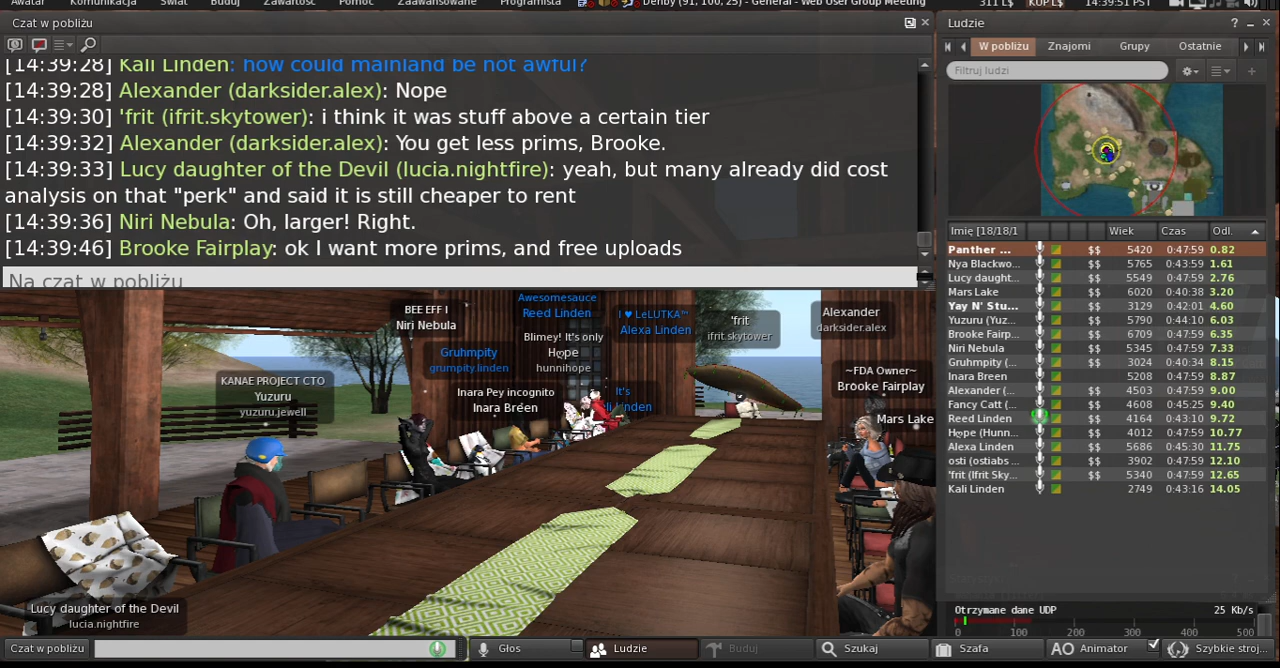 Awatar Komunikacja Świat Buduj Zawartość Pomoc Zaawansowane Programista Denby (91, 100, 25) - General - Web User Group Meeting 311 L$ KUP L$ 14:39:51 PST
Czat w pobliżu
[14:39:28] Kali Linden: how could mainland be not awful?
[14:39:28] Alexander (darksider.alex): Nope
[14:39:30] 'frit (ifrit.skytower): i think it was stuff above a certain tier
[14:39:32] Alexander (darksider.alex): You get less prims, Brooke.
[14:39:33] Lucy daughter of the Devil (lucia.nightfire): yeah, but many already did cost
analysis on that "perk" and said it is still cheaper to rent
[14:39:36] Niri Nebula: Oh, larger! Right.
[14:39:46] Brooke Fairplay: ok I want more prims, and free uploads
Na czat w pobliżu
Awesomesauce
Reed Linden
BEE EFF I
Niri Nebula
I ♥ LeLUTKA™
Alexa Linden
'frit
ifrit.skytower
Alexander
darksider.alex
Blimey! It's only
Hope
hunnihope
Gruhmpity
grumpity.linden
KANAE PROJECT CTO
Yuzuru
yuzuru.jewell
Inara Pey incognito
Inara Breen
It's
Linden
~FDA Owner~
Brooke Fairplay
Mars Lake
Lucy daughter of the Devil
lucia.nightfire
Ludzie
? _ ×
W pobliżu Znajomi Grupy Ostatnie
Filtruj ludzi
Imię [18/18/1 Wiek Czas Odl.
Panther ... $$ 5420 0:47:59 0.82
Nya Blackwo... $$ 5765 0:43:59 1.61
Lucy daught... $$ 5549 0:47:59 2.76
Mars Lake $$ 6020 0:40:38 3.20
Yay N' Stu... $$ 3129 0:42:01 4.60
Yuzuru (Yuz... $$ 5790 0:44:10 6.03
Brooke Fairp... $$ 6709 0:47:59 6.35
Niri Nebula $$ 5345 0:47:59 7.33
Gruhmpity (... $$ 3024 0:40:34 8.15
Inara Breen 5208 0:47:59 8.87
Alexander (... $$ 4503 0:47:59 9.00
Fancy Catt (... $$ 4608 0:45:25 9.40
Reed Linden $$ 4164 0:43:10 9.72
Hope (Hunn... $$ 4012 0:47:59 10.77
Alexa Linden $$ 5686 0:45:30 11.75
osti (ostiabs ... $$ 3902 0:47:59 12.10
'frit (Ifrit Sky... $$ 5340 0:47:59 12.65
Kali Linden 2749 0:43:16 14.05
Otrzymane dane UDP 25 Kb/s
0 100 200 300 400 500
Czat w pobliżu Głos Ludzie Buduj Szukaj Szafa AO Animator Szybkie stroj...